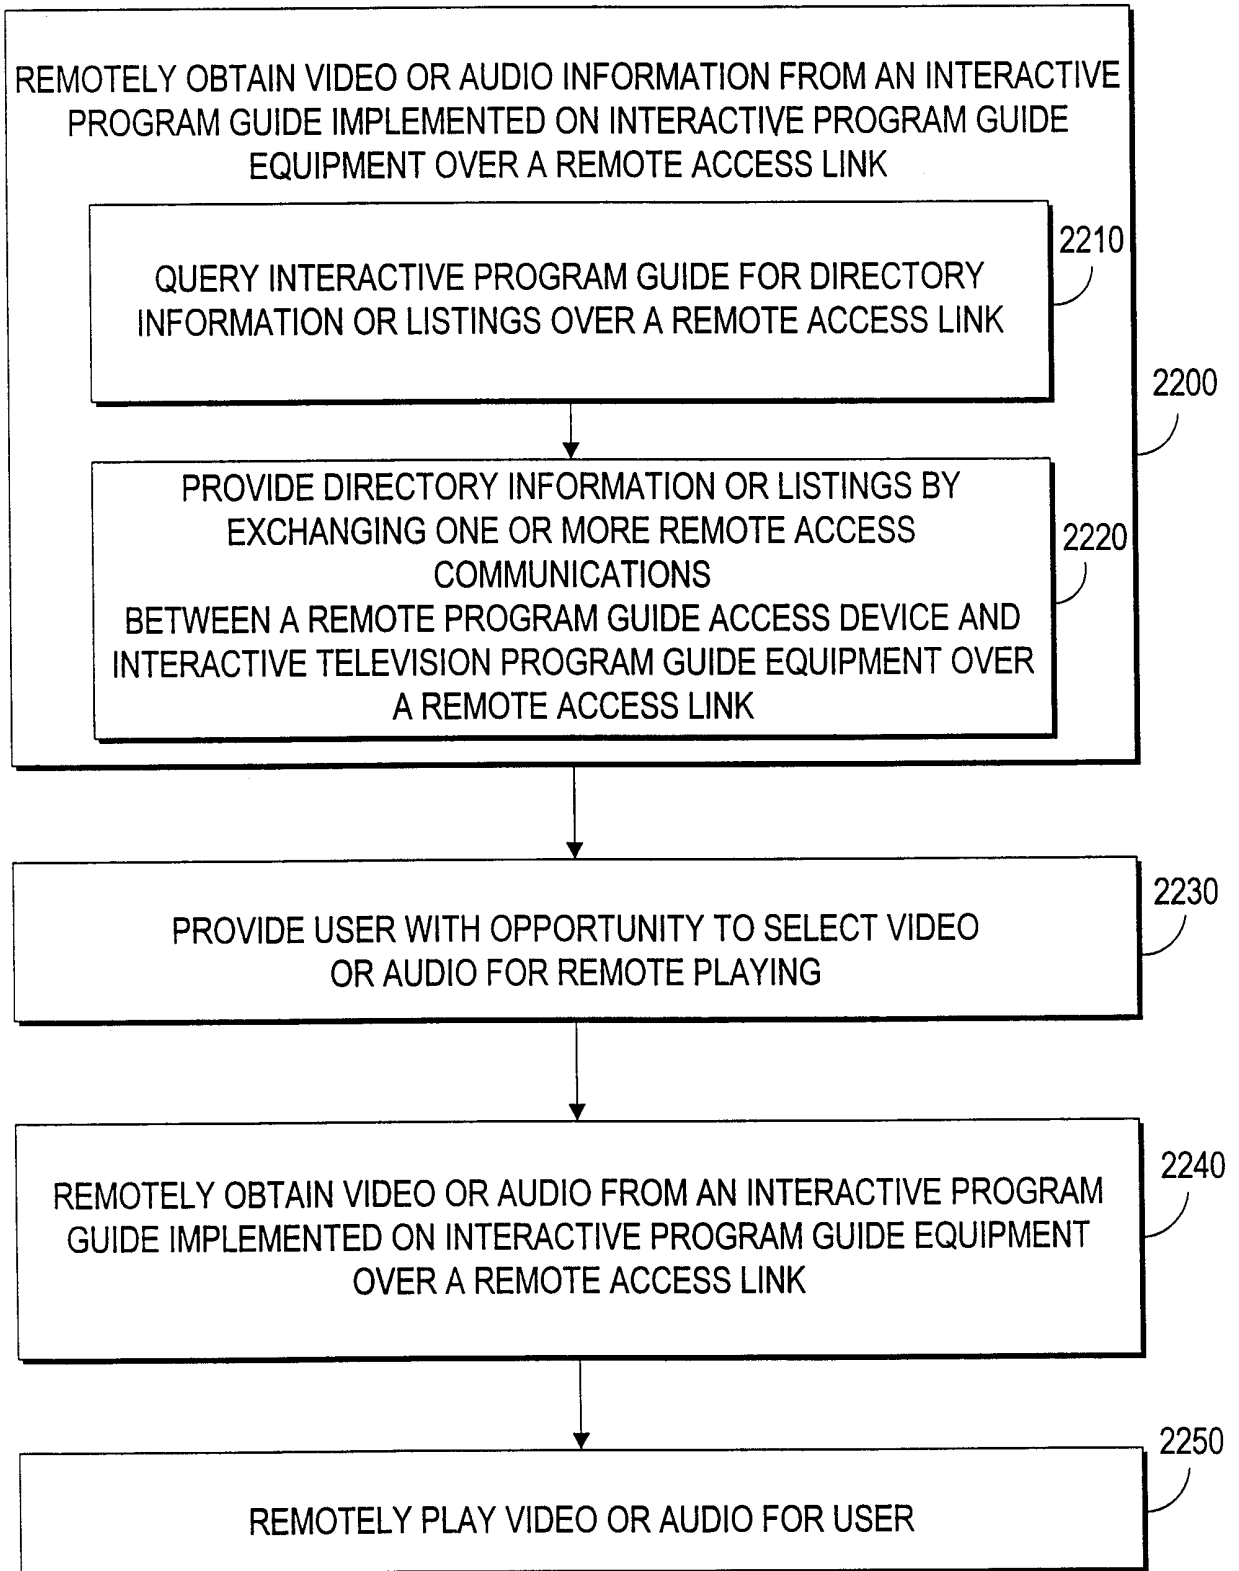 REMOTELY OBTAIN VIDEO OR AUDIO INFORMATION FROM AN INTERACTIVE
PROGRAM GUIDE IMPLEMENTED ON INTERACTIVE PROGRAM GUIDE
EQUIPMENT OVER A REMOTE ACCESS LINK
2210
QUERY INTERACTIVE PROGRAM GUIDE FOR DIRECTORY
INFORMATION OR LISTINGS OVER A REMOTE ACCESS LINK
2200
PROVIDE DIRECTORY INFORMATION OR LISTINGS BY
EXCHANGING ONE OR MORE REMOTE ACCESS
2220
COMMUNICATIONS
BETWEEN A REMOTE PROGRAM GUIDE ACCESS DEVICE AND
INTERACTIVE TELEVISION PROGRAM GUIDE EQUIPMENT OVER
A REMOTE ACCESS LINK
2230
PROVIDE USER WITH OPPORTUNITY TO SELECT VIDEO
OR AUDIO FOR REMOTE PLAYING
2240
REMOTELY OBTAIN VIDEO OR AUDIO FROM AN INTERACTIVE PROGRAM
GUIDE IMPLEMENTED ON INTERACTIVE PROGRAM GUIDE EQUIPMENT
OVER A REMOTE ACCESS LINK
2250
REMOTELY PLAY VIDEO OR AUDIO FOR USER